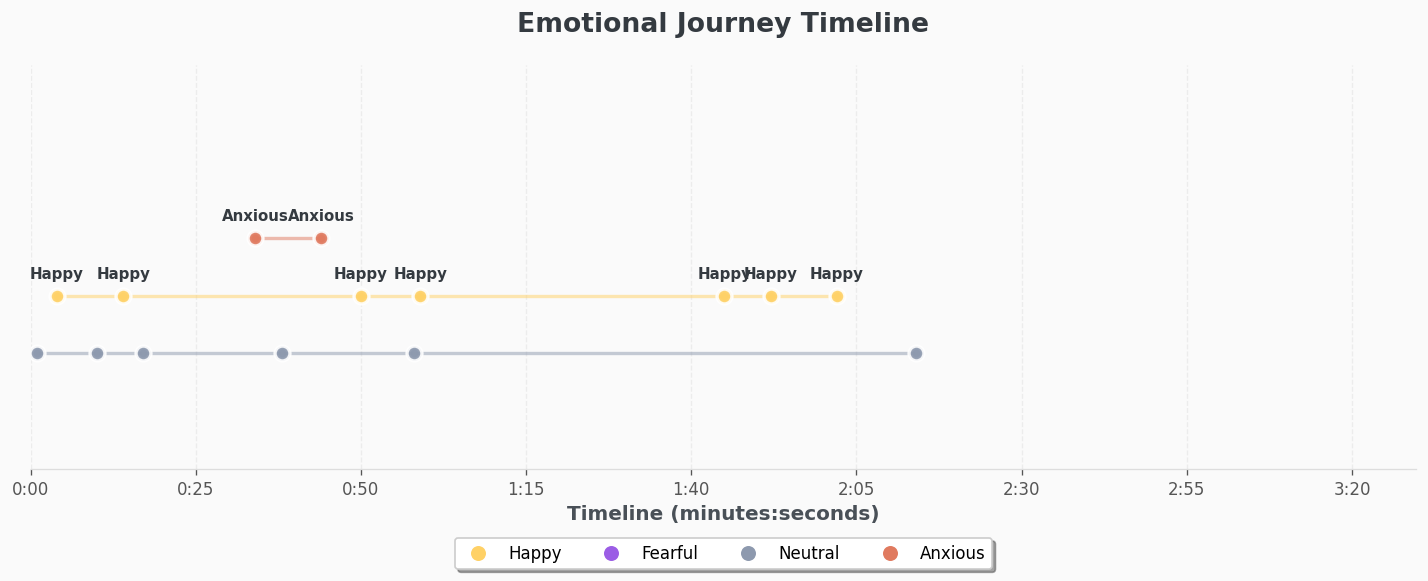 Emotional Journey Timeline
Anxious Anxious
Happy Happy Happy Happy Happy Happy Happy
0:00 0:25 0:50 1:15 1:40 2:05 2:30 2:55 3:20
Timeline (minutes:seconds)
Happy Fearful Neutral Anxious